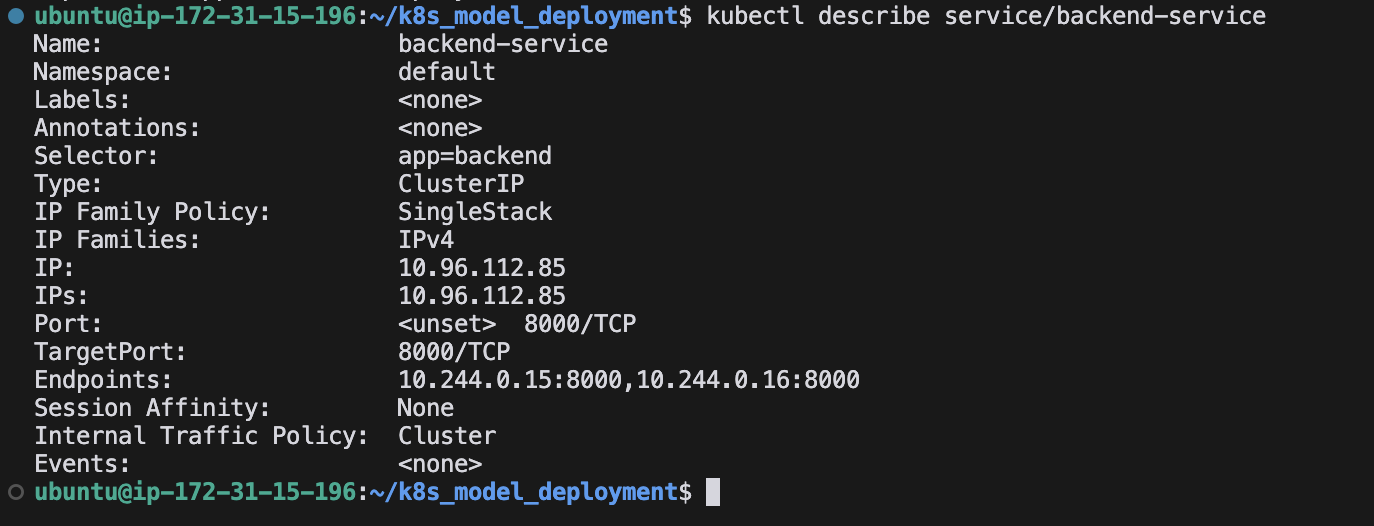 ubuntu@ip-172-31-15-196:~/k8s_model_deployment$ kubectl describe service/backend-service
Name:                     backend-service
Namespace:                default
Labels:                   <none>
Annotations:              <none>
Selector:                 app=backend
Type:                     ClusterIP
IP Family Policy:         SingleStack
IP Families:              IPv4
IP:                       10.96.112.85
IPs:                      10.96.112.85
Port:                     <unset>  8000/TCP
TargetPort:               8000/TCP
Endpoints:                10.244.0.15:8000,10.244.0.16:8000
Session Affinity:         None
Internal Traffic Policy:  Cluster
Events:                   <none>
ubuntu@ip-172-31-15-196:~/k8s_model_deployment$